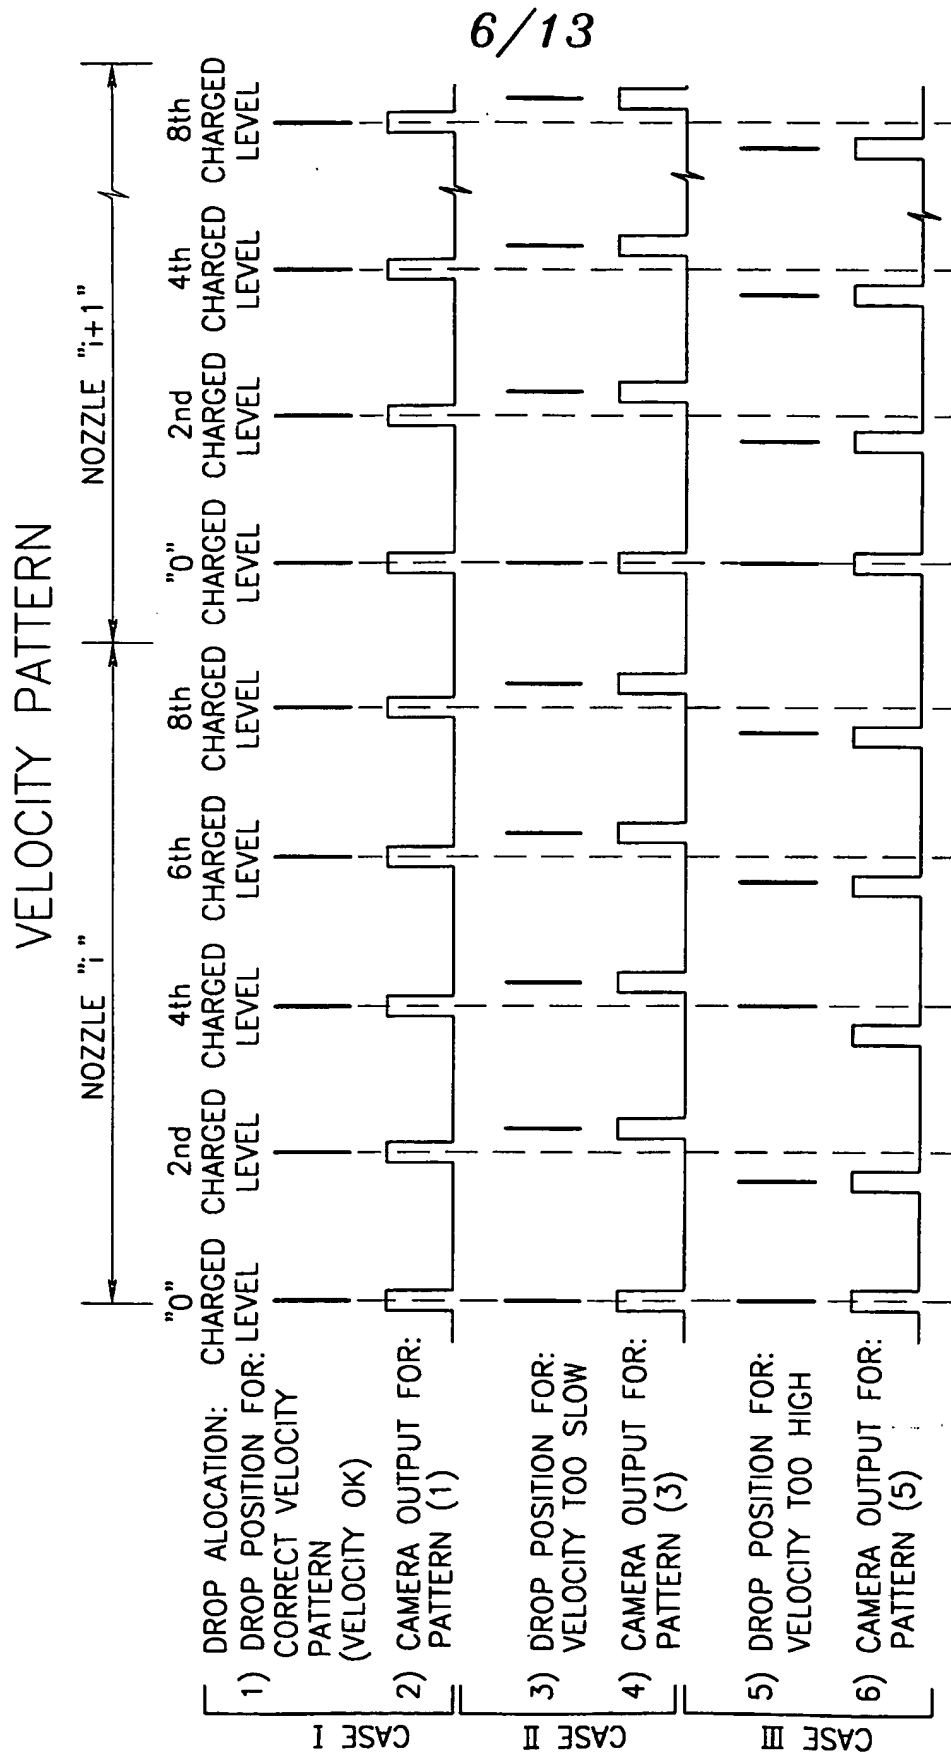 6/13
VELOCITY PATTERN
NOZZLE "i"
NOZZLE "i+1"
DROP ALOCATION:
"0" CHARGED LEVEL
2nd CHARGED LEVEL
4th CHARGED LEVEL
6th CHARGED LEVEL
8th CHARGED LEVEL
"0" CHARGED LEVEL
2nd CHARGED LEVEL
4th CHARGED LEVEL
8th CHARGED LEVEL
CASE I
1) DROP POSITION FOR:
CORRECT VELOCITY
PATTERN
(VELOCITY OK)
2) CAMERA OUTPUT FOR:
PATTERN (1)
CASE II
3) DROP POSITION FOR:
VELOCITY TOO SLOW
4) CAMERA OUTPUT FOR:
PATTERN (3)
CASE III
5) DROP POSITION FOR:
VELOCITY TOO HIGH
6) CAMERA OUTPUT FOR:
PATTERN (5)